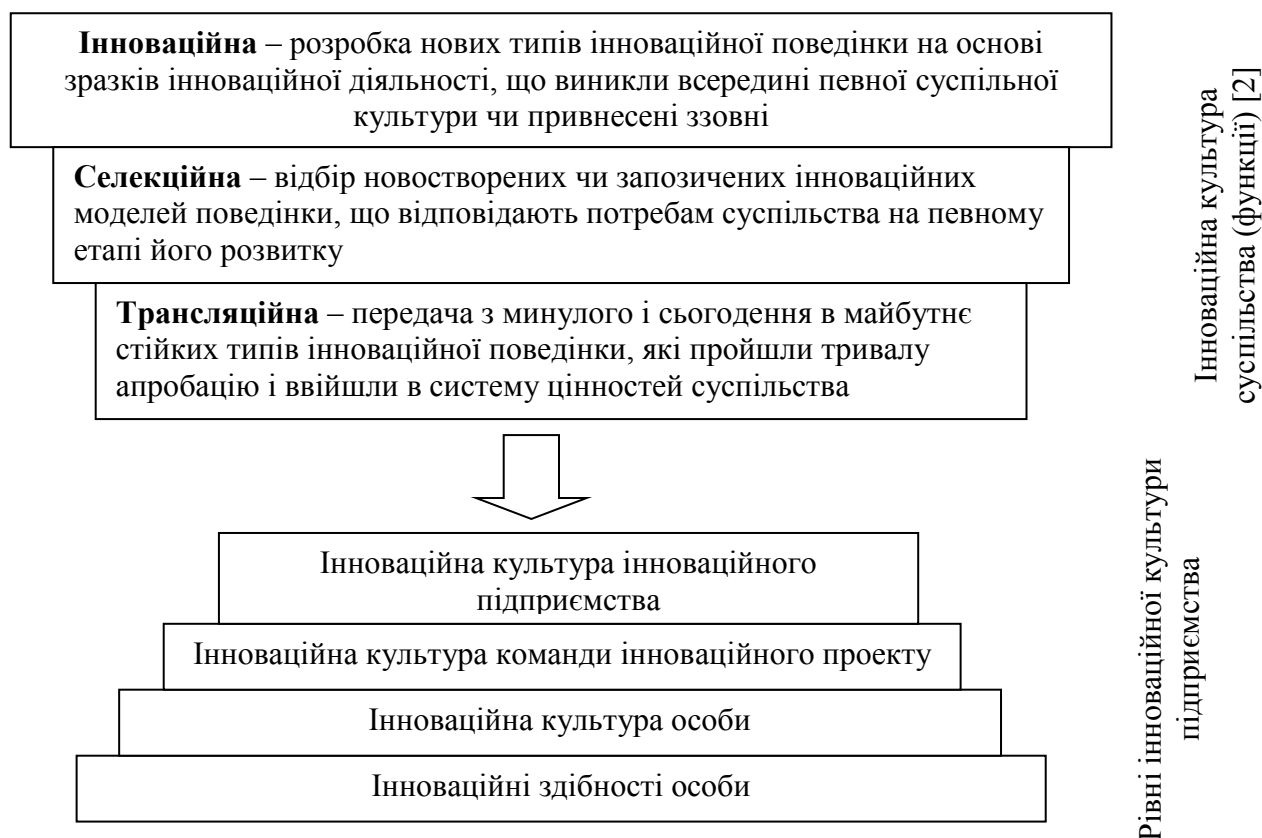 Інноваційна – розробка нових типів інноваційної поведінки на основі
зразків інноваційної діяльності, що виникли всередині певної суспільної
культури чи привнесені ззовні
Селекційна – відбір новостворених чи запозичених інноваційних
моделей поведінки, що відповідають потребам суспільства на певному
етапі його розвитку
Трансляційна – передача з минулого і сьогодення в майбутнє
стійких типів інноваційної поведінки, які пройшли тривалу
апробацію і ввійшли в систему цінностей суспільства
Інноваційна культура
суспільства (функції) [2]
Інноваційна культура інноваційного
підприємства
Інноваційна культура команди інноваційного проекту
Інноваційна культура особи
Інноваційні здібності особи
Рівні інноваційної культури
підприємства